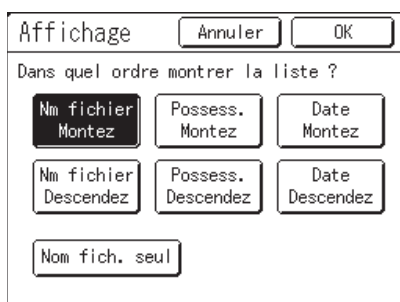 Affichage Annuler OK
Dans quel ordre montrer la liste ?
Nm fichier Possess. Date
Montez Montez Montez
Nm fichier Possess. Date
Descendez Descendez Descendez
Nom fich. seul